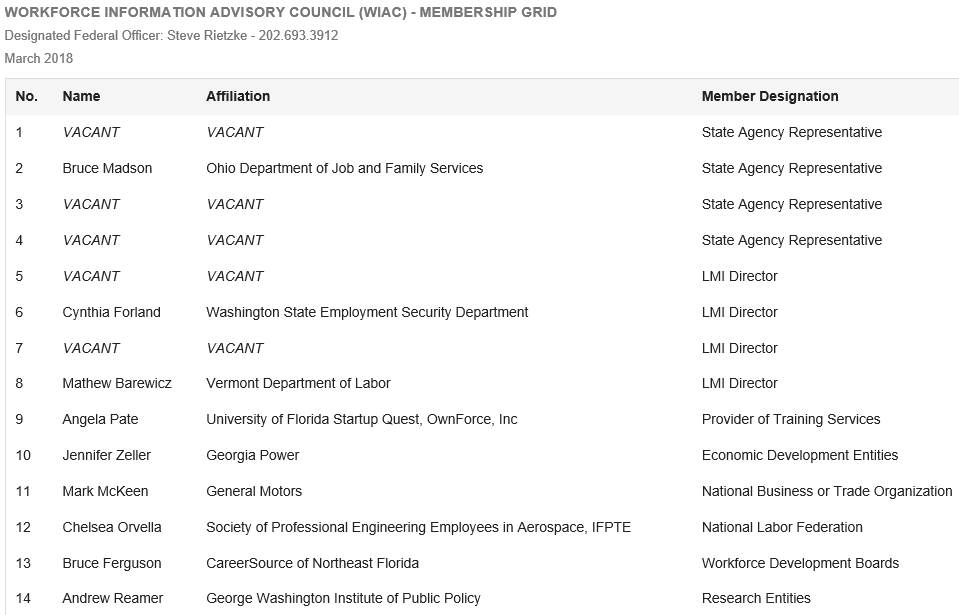 WORKFORCE INFORMATION ADVISORY COUNCIL (WIAC) - MEMBERSHIP GRID
Designated Federal Officer: Steve Rietzke - 202.693.3912
March 2018
No. Name Affiliation Member Designation
1 VACANT VACANT State Agency Representative
2 Bruce Madson Ohio Department of Job and Family Services State Agency Representative
3 VACANT VACANT State Agency Representative
4 VACANT VACANT State Agency Representative
5 VACANT VACANT LMI Director
6 Cynthia Forland Washington State Employment Security Department LMI Director
7 VACANT VACANT LMI Director
8 Mathew Barewicz Vermont Department of Labor LMI Director
9 Angela Pate University of Florida Startup Quest, OwnForce, Inc Provider of Training Services
10 Jennifer Zeller Georgia Power Economic Development Entities
11 Mark McKeen General Motors National Business or Trade Organization
12 Chelsea Orvella Society of Professional Engineering Employees in Aerospace, IFPTE National Labor Federation
13 Bruce Ferguson CareerSource of Northeast Florida Workforce Development Boards
14 Andrew Reamer George Washington Institute of Public Policy Research Entities